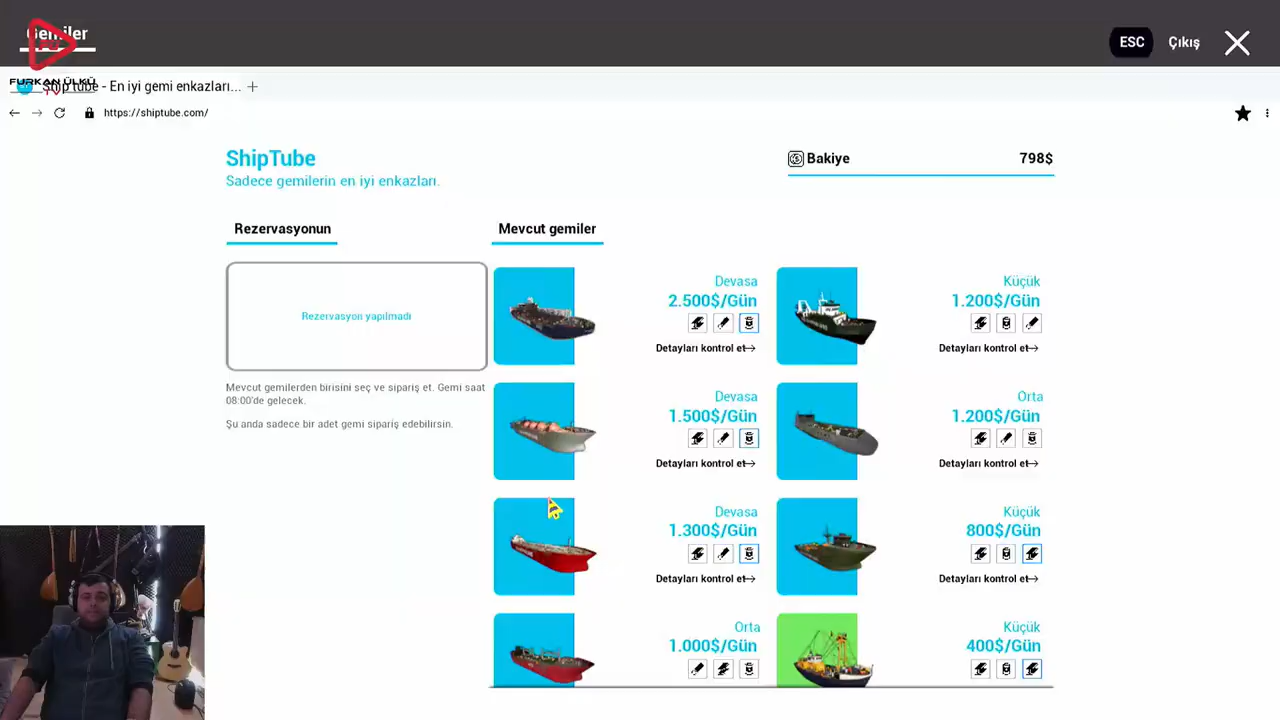 Gemiler
ESC
Çıkış
FURKAN ÜLKÜ
TV
Ship tube - En iyi gemi enkazları...
https://shiptube.com/
ShipTube
Sadece gemilerin en iyi enkazları.
Bakiye
798$
Rezervasyonun
Mevcut gemiler
Rezervasyon yapılmadı
Mevcut gemilerden birisini seç ve sipariş et. Gemi saat
08:00'de gelecek.
Şu anda sadece bir adet gemi sipariş edebilirsin.
Devasa
2.500$/Gün
Detayları kontrol et
Küçük
1.200$/Gün
Detayları kontrol et
Devasa
1.500$/Gün
Detayları kontrol et
Orta
1.200$/Gün
Detayları kontrol et
Devasa
1.300$/Gün
Detayları kontrol et
Küçük
800$/Gün
Detayları kontrol et
Orta
1.000$/Gün
Küçük
400$/Gün